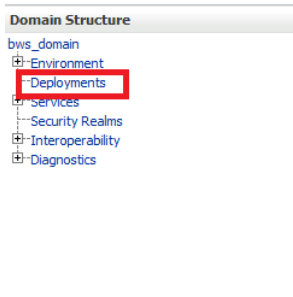 Domain Structure
bws_domain
Environment
Deployments
Services
Security Realms
Interoperability
Diagnostics